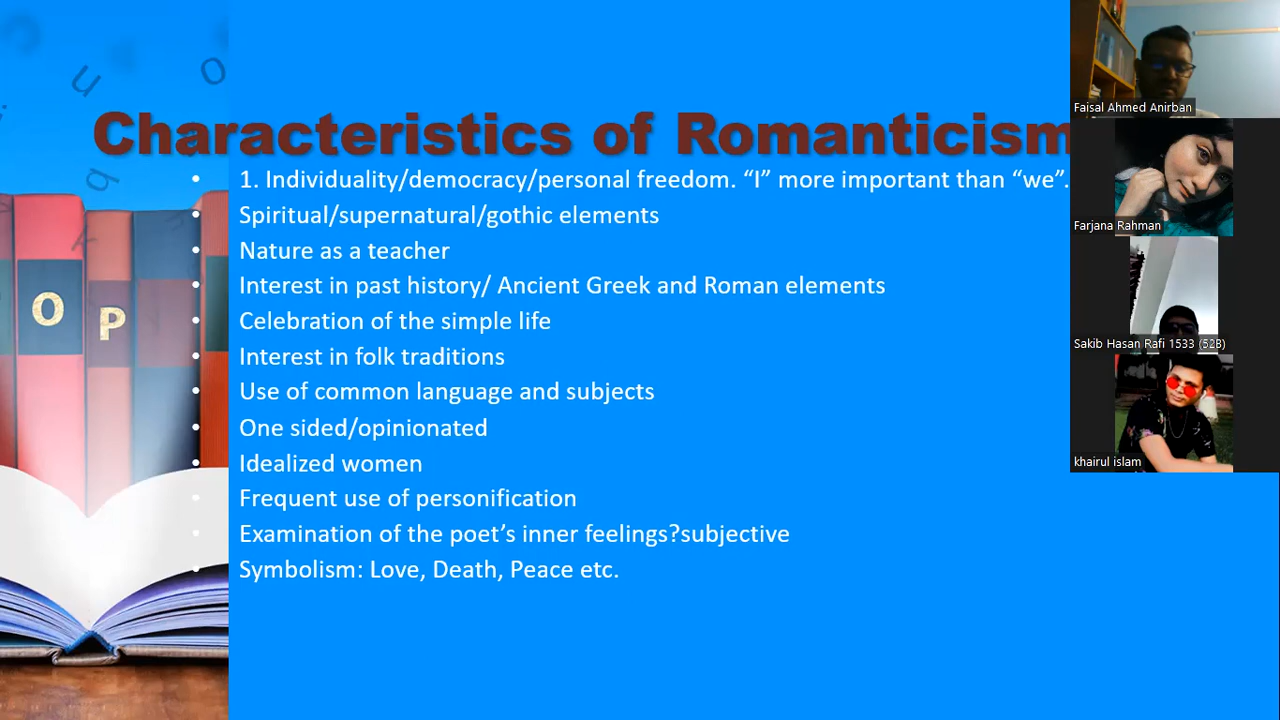 Characteristics of Romanticism
• 1. Individuality/democracy/personal freedom. “I” more important than “we”.
• Spiritual/supernatural/gothic elements
• Nature as a teacher
• Interest in past history/ Ancient Greek and Roman elements
• Celebration of the simple life
• Interest in folk traditions
• Use of common language and subjects
• One sided/opinionated
• Idealized women
• Frequent use of personification
• Examination of the poet’s inner feelings?subjective
• Symbolism: Love, Death, Peace etc.
u
o
q
k
O
P
Faisal Ahmed Anirban
Farjana Rahman
Sakib Hasan Rafi 1533 (52B)
khairul islam